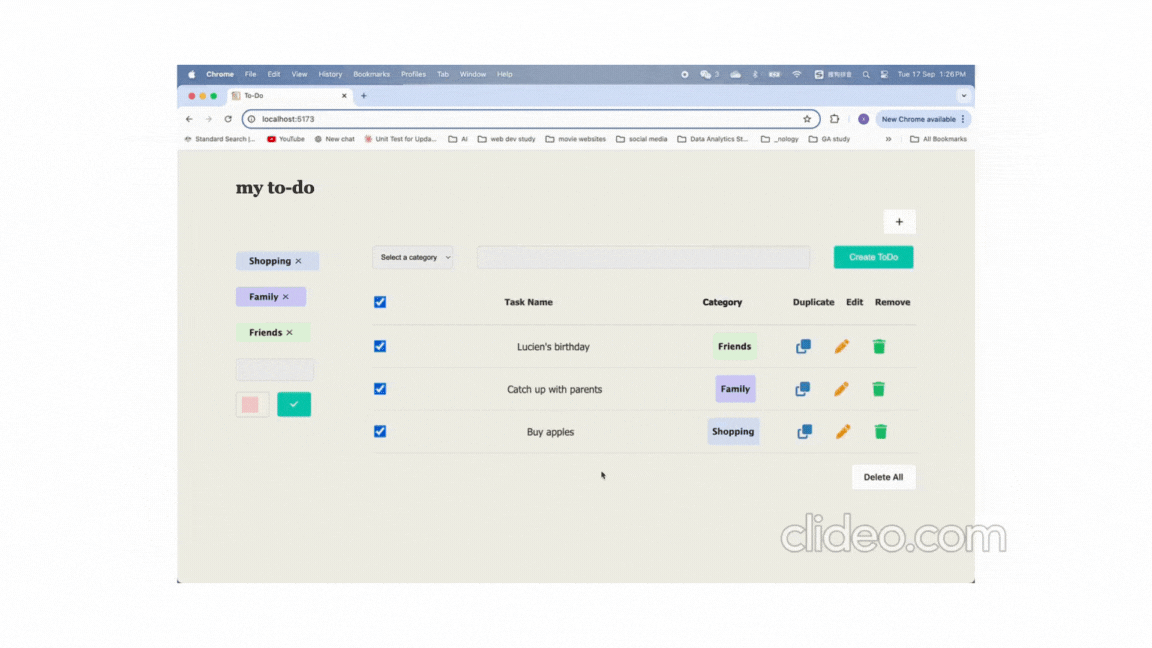 Chrome File Edit View History Bookmarks Profiles Tab Window Help 3 Tue 17 Sep 1:26 PM
To-Do
localhost:5173 New Chrome available
Standard Search |... YouTube New chat Unit Test for Upda... AI web dev study movie websites social media Data Analytics St... _nology GA study » All Bookmarks
my to-do
+
Shopping ×
Family ×
Friends ×
Select a category Create ToDo
Task Name Category Duplicate Edit Remove
Lucien's birthday Friends
Catch up with parents Family
Buy apples Shopping
Delete All
clideo.com